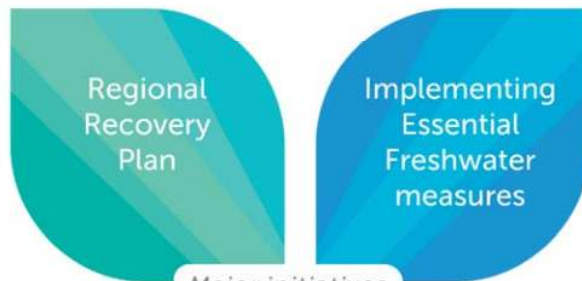 Regional
Recovery
Plan
Implementing
Essential
Freshwater
measures
Major initiatives